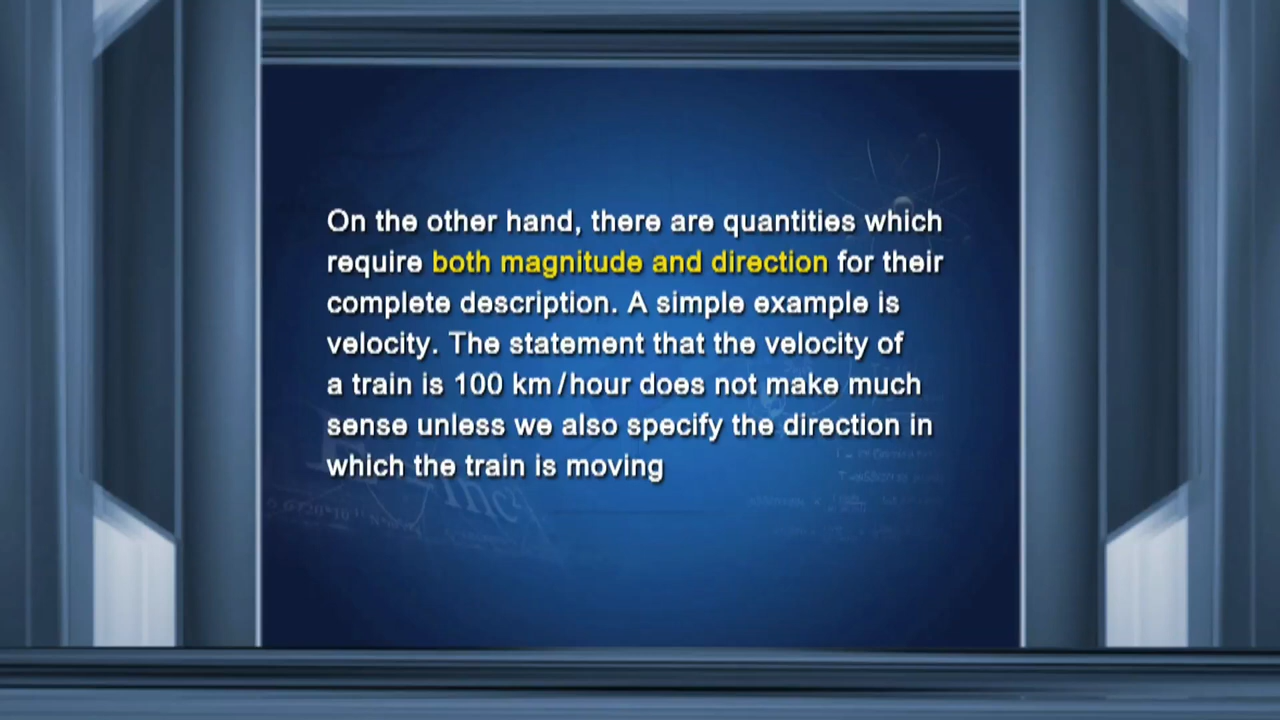 On the other hand, there are quantities which
require both magnitude and direction for their
complete description. A simple example is
velocity. The statement that the velocity of
a train is 100 km/hour does not make much
sense unless we also specify the direction in
which the train is moving